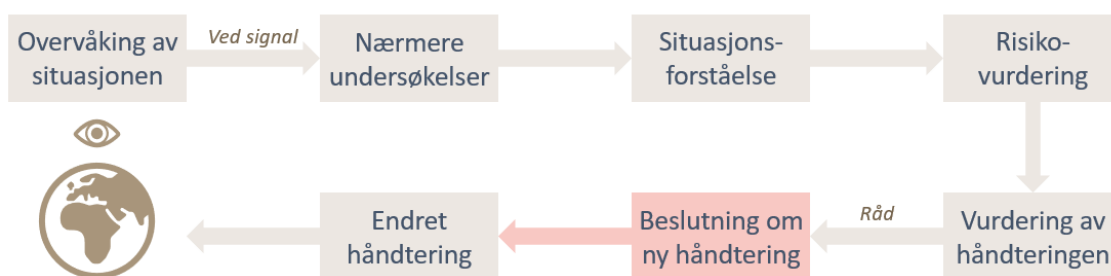 Overvåking av
situasjonen
Ved signal
Nærmere
undersøkelser
Situasjons-
forståelse
Risiko-
vurdering
Vurdering av
håndteringen
Råd
Beslutning om
ny håndtering
Endret
håndtering